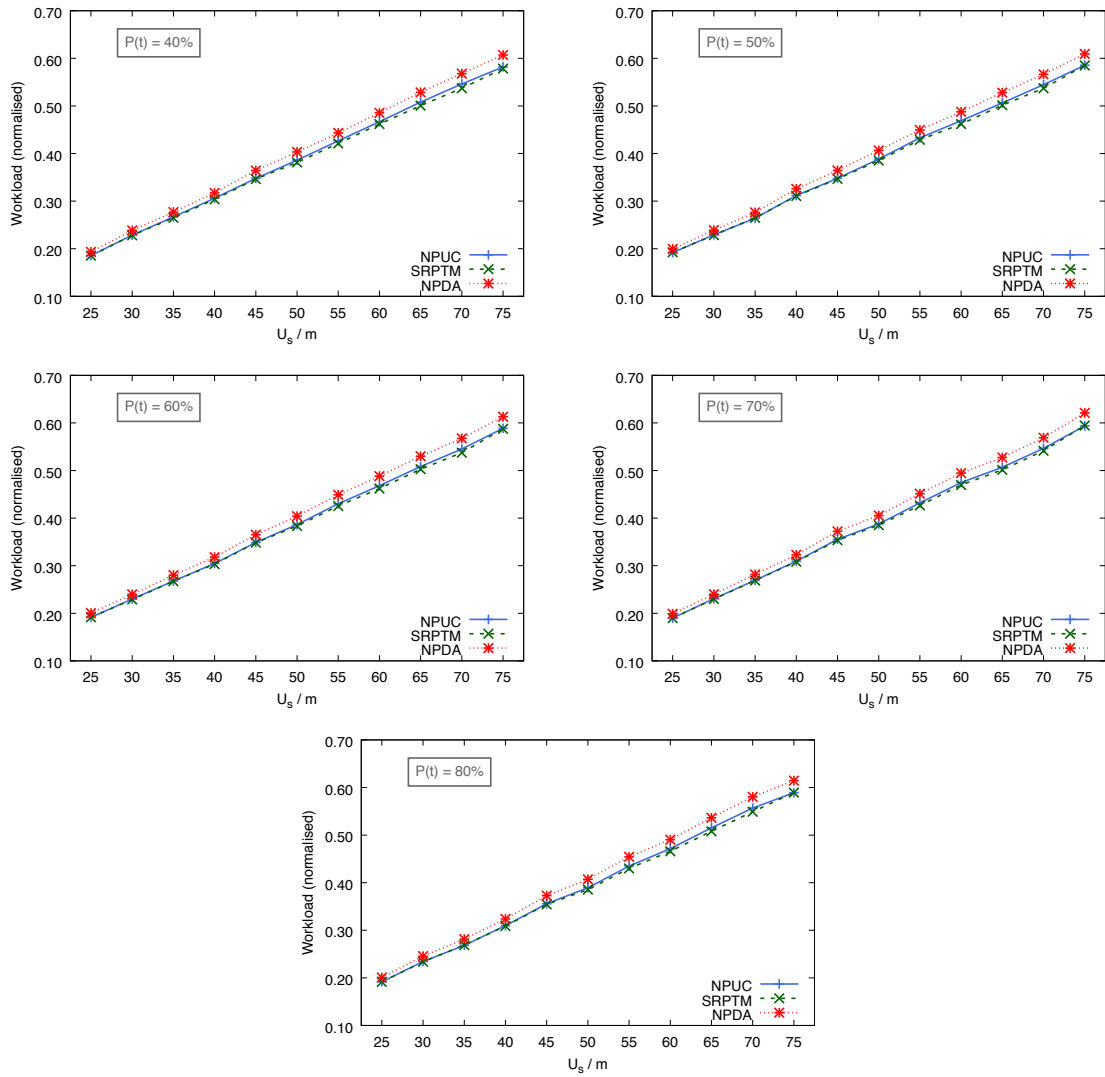 P(t) = 40%
Workload (normalised)
0.70
0.60
0.50
0.40
0.30
0.20
0.10
NPUC
SRPTM
NPDA
25 30 35 40 45 50 55 60 65 70 75
U_s / m
P(t) = 50%
Workload (normalised)
0.70
0.60
0.50
0.40
0.30
0.20
0.10
NPUC
SRPTM
NPDA
25 30 35 40 45 50 55 60 65 70 75
U_s / m
P(t) = 60%
Workload (normalised)
0.70
0.60
0.50
0.40
0.30
0.20
0.10
NPUC
SRPTM
NPDA
25 30 35 40 45 50 55 60 65 70 75
U_s / m
P(t) = 70%
Workload (normalised)
0.70
0.60
0.50
0.40
0.30
0.20
0.10
NPUC
SRPTM
NPDA
25 30 35 40 45 50 55 60 65 70 75
U_s / m
P(t) = 80%
Workload (normalised)
0.70
0.60
0.50
0.40
0.30
0.20
0.10
NPUC
SRPTM
NPDA
25 30 35 40 45 50 55 60 65 70 75
U_s / m